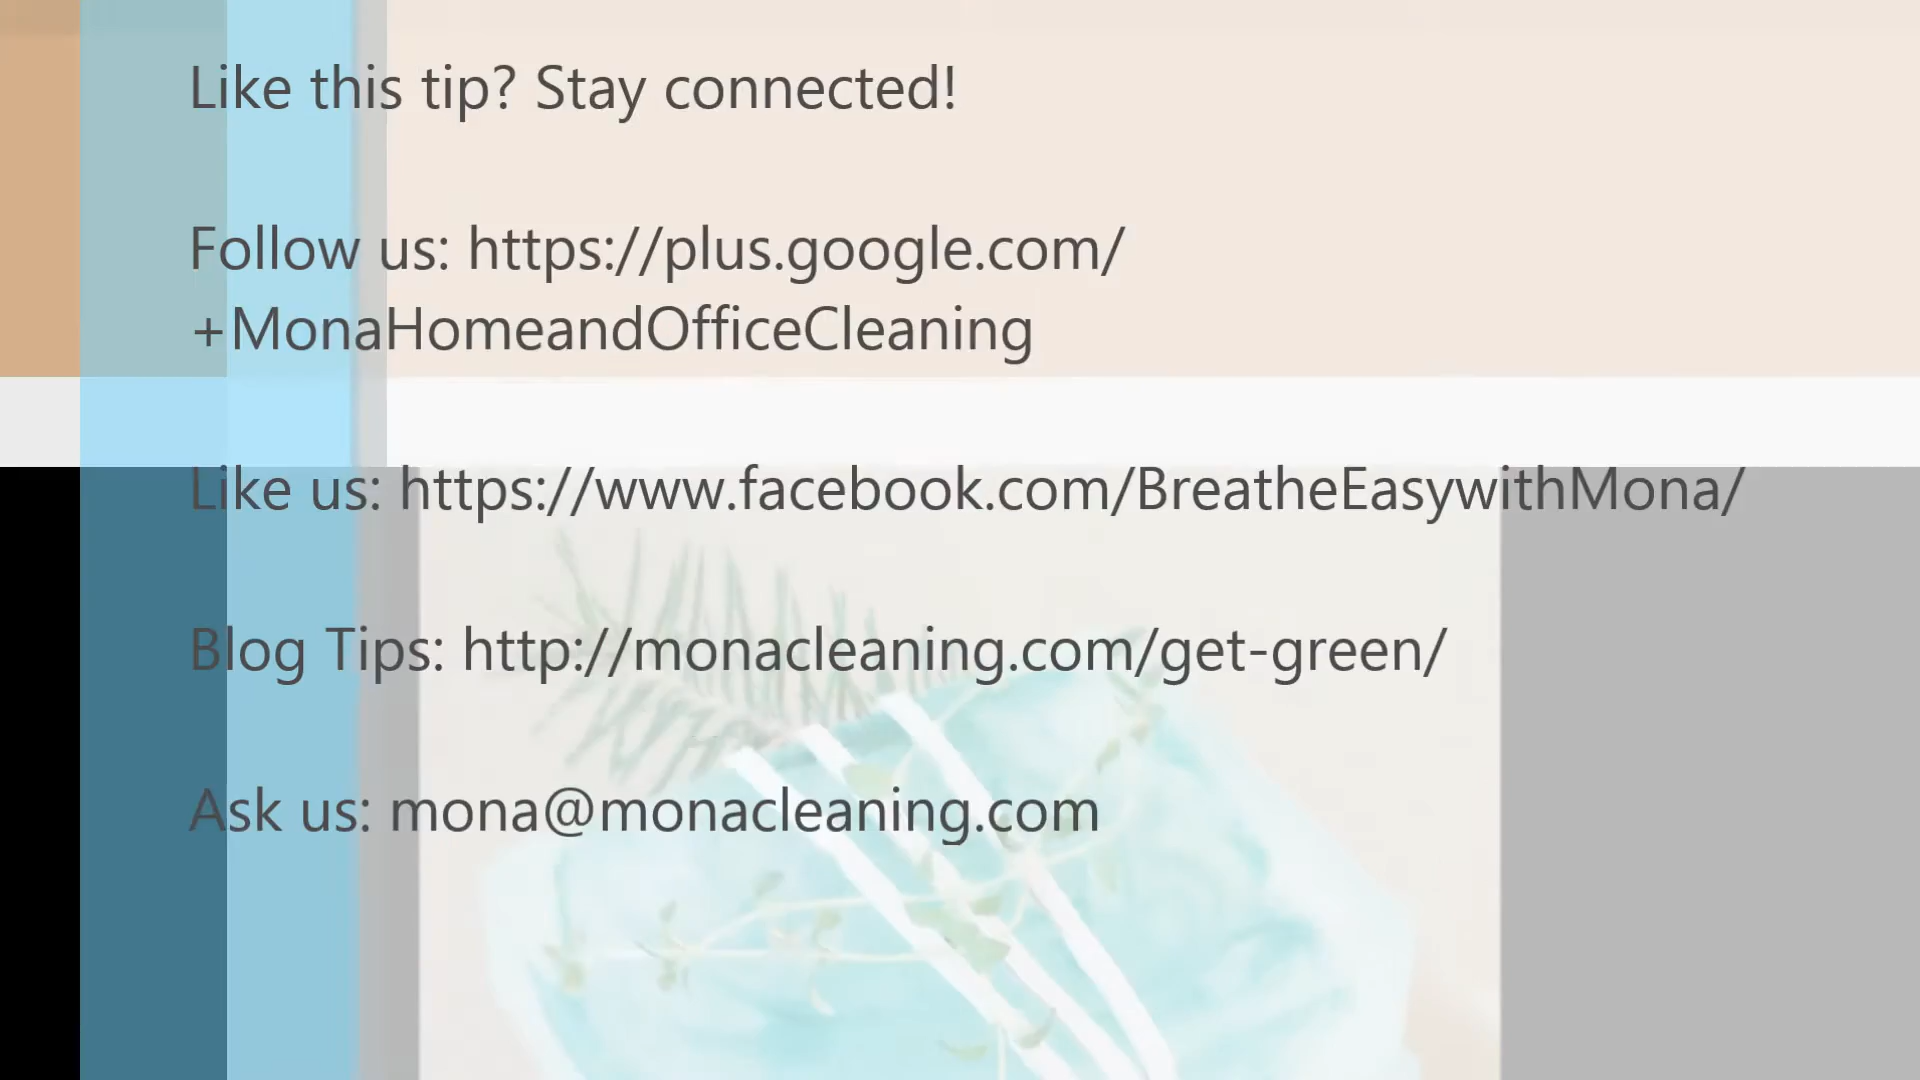 Like this tip? Stay connected!
Follow us: https://plus.google.com/
+MonaHomeandOfficeCleaning
Like us: https://www.facebook.com/BreatheEasywithMona/
Blog Tips: http://monacleaning.com/get-green/
Ask us: mona@monacleaning.com